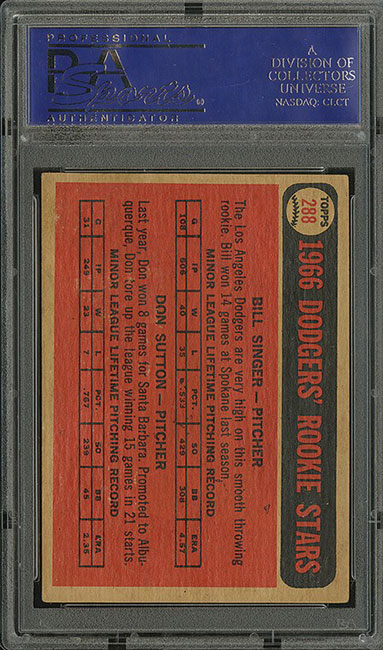 PROFESSIONAL
PSA
Sports
AUTHENTICATOR
A
DIVISION OF
COLLECTORS
UNIVERSE
NASDAQ: CLCT
TOPPS
288
1966 DODGERS' ROOKIE STARS
BILL SINGER — PITCHER
The Los Angeles Dodgers are very high on this smooth throwing
rookie. Bill won 14 games at Spokane last season.
MINOR LEAGUE LIFETIME PITCHING RECORD
G IP W L PCT. SO BB ERA
108 606 40 35 .533 429 308 4.57
DON SUTTON — PITCHER
Last year, Don won 8 games for Santa Barbara. Promoted to Albu-
querque, Don tore up the league winning 15 games in 21 starts.
MINOR LEAGUE LIFETIME PITCHING RECORD
G IP W L PCT. SO BB ERA
31 249 23 7 .767 239 45 2.35